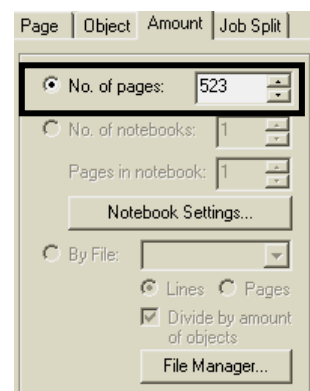 Page Object Amount Job Split
No. of pages: 523
No. of notebooks: 1
Pages in notebook: 1
Notebook Settings...
By File:
Lines Pages
Divide by amount
of objects
File Manager...